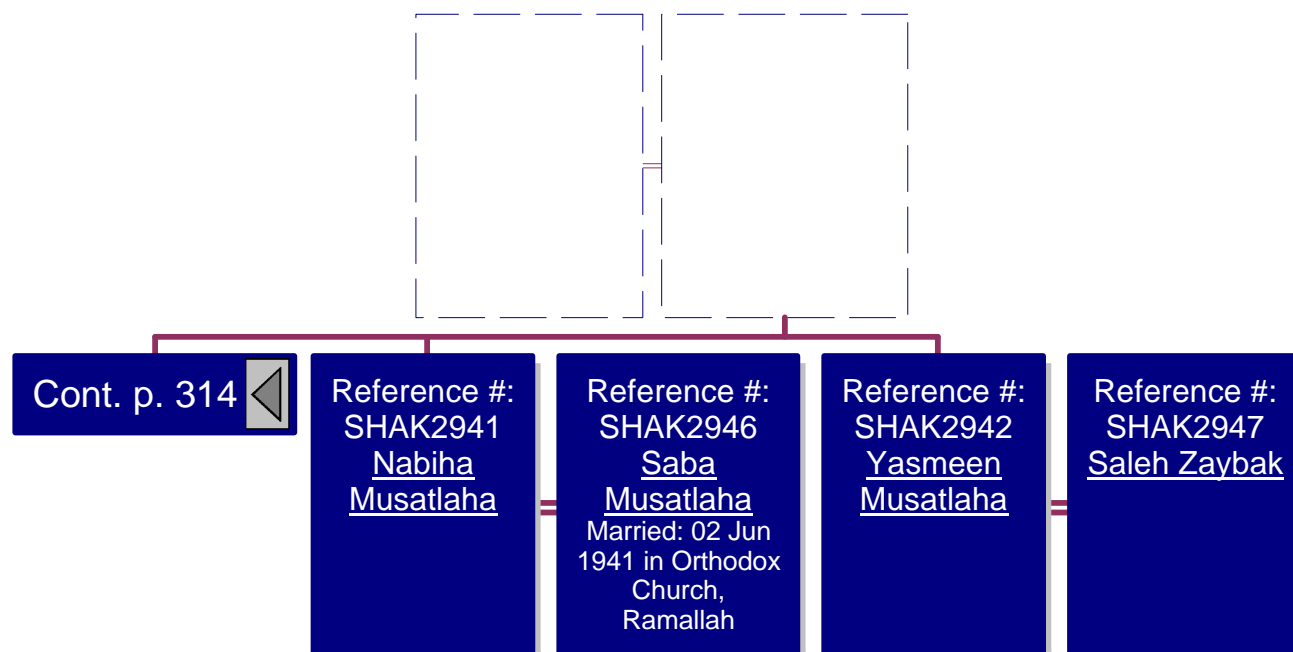 Cont. p. 314
Reference #:
SHAK2941
Nabiha
Musatlaha
Reference #:
SHAK2946
Saba
Musatlaha
Married: 02 Jun
1941 in Orthodox
Church,
Ramallah
Reference #:
SHAK2942
Yasmeen
Musatlaha
Reference #:
SHAK2947
Saleh Zaybak